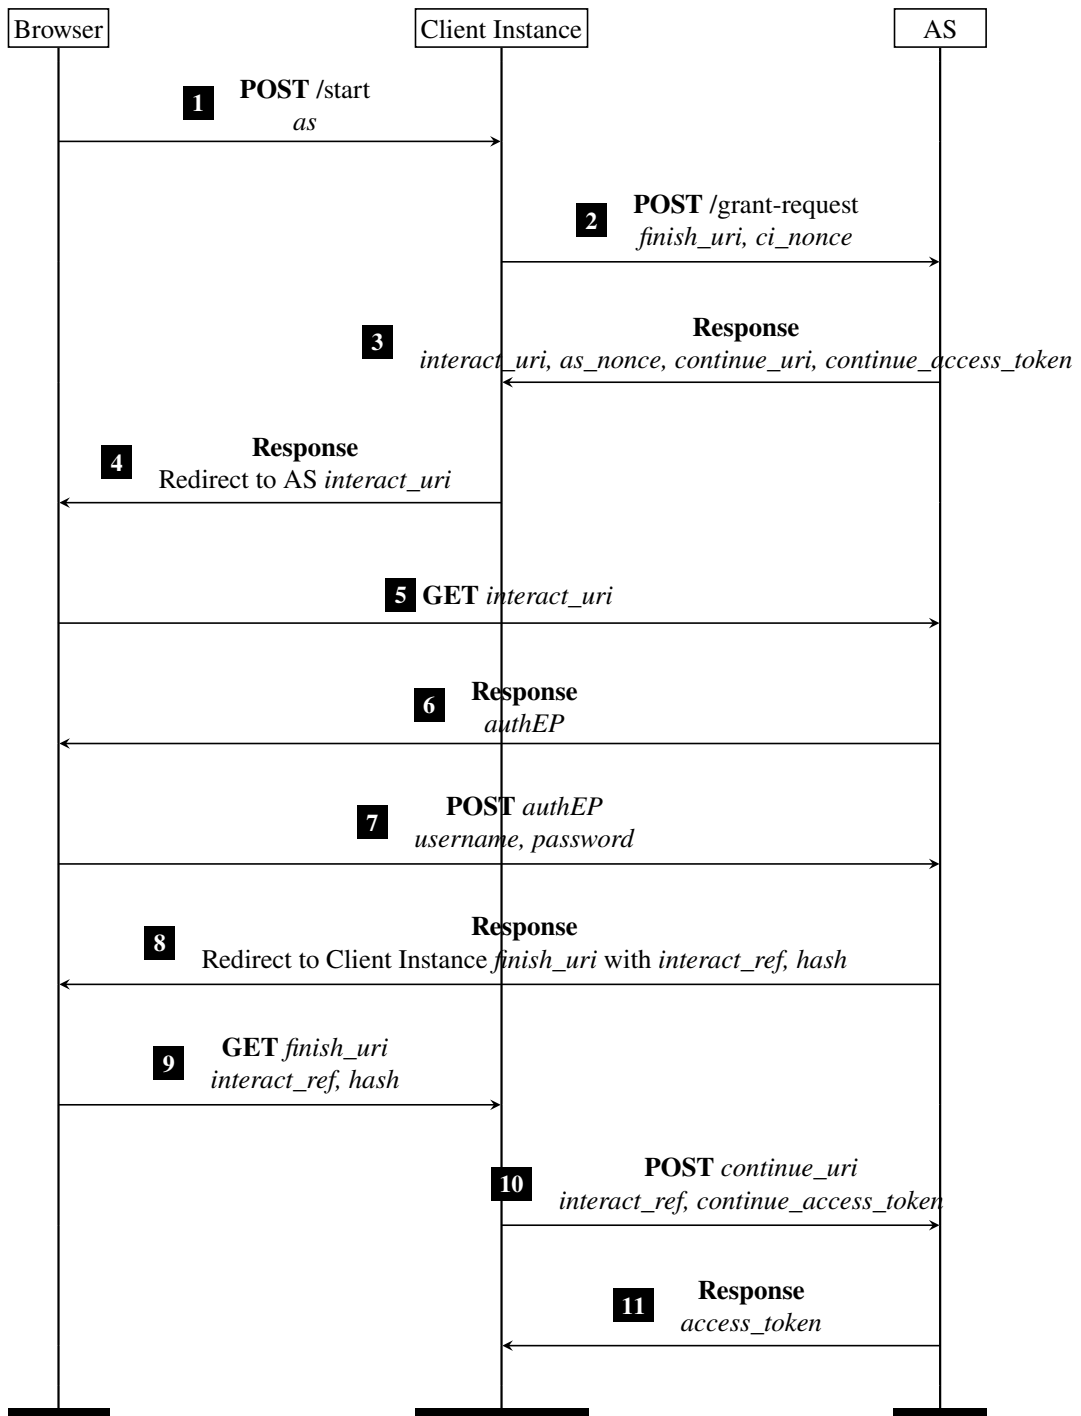 Browser
Client Instance
AS
1
POST /start
as
2
POST /grant-request
finish_uri, ci_nonce
3
Response
interact_uri, as_nonce, continue_uri, continue_access_token
4
Response
Redirect to AS interact_uri
5
GET interact_uri
6
Response
authEP
7
POST authEP
username, password
8
Response
Redirect to Client Instance finish_uri with interact_ref, hash
9
GET finish_uri
interact_ref, hash
10
POST continue_uri
interact_ref, continue_access_token
11
Response
access_token